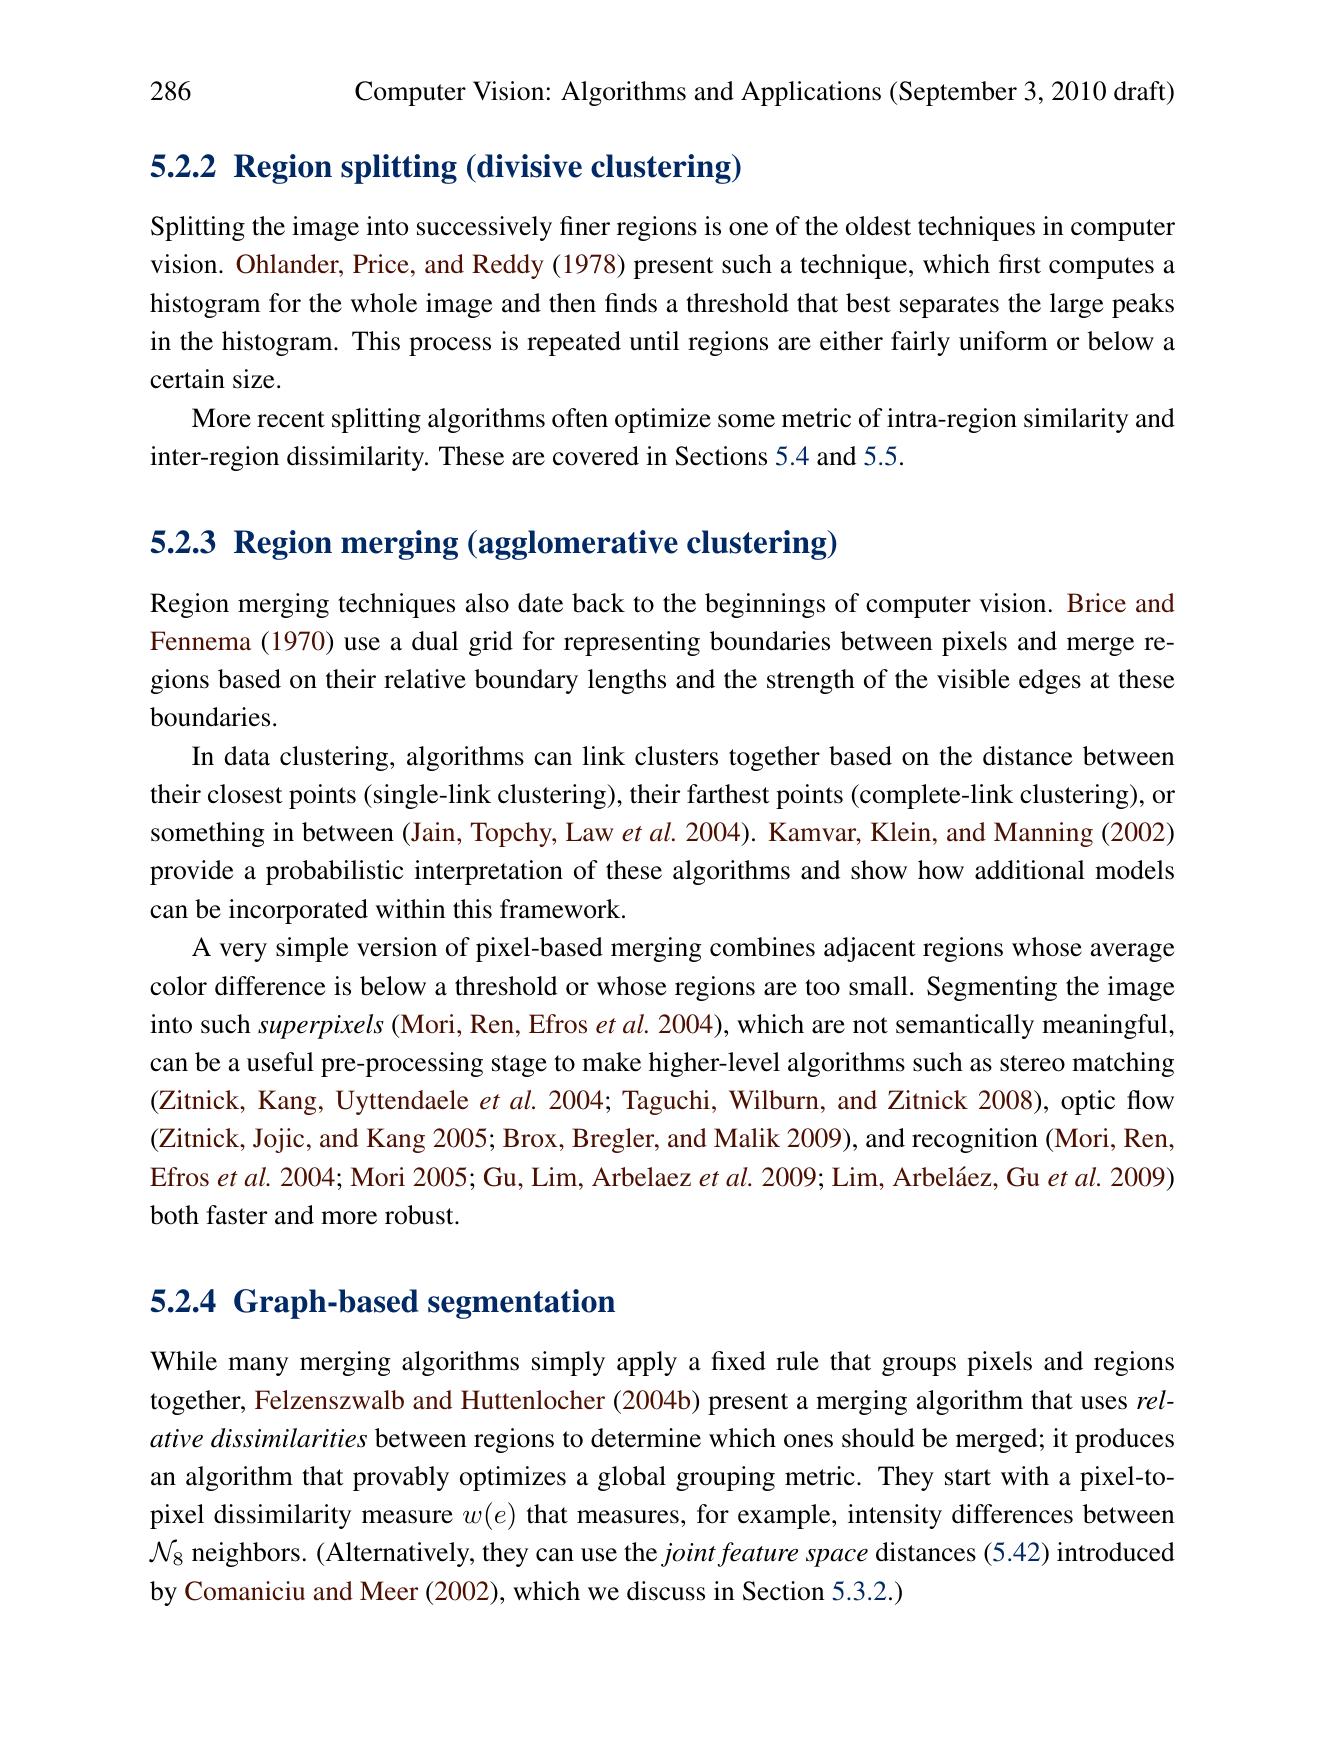 286 Computer Vision: Algorithms and Applications (September 3, 2010 draft)
5.2.2 Region splitting (divisive clustering)
Splitting the image into successively finer regions is one of the oldest techniques in computer
vision. Ohlander, Price, and Reddy (1978) present such a technique, which first computes a
histogram for the whole image and then finds a threshold that best separates the large peaks
in the histogram. This process is repeated until regions are either fairly uniform or below a
certain size.
More recent splitting algorithms often optimize some metric of intra-region similarity and
inter-region dissimilarity. These are covered in Sections 5.4 and 5.5.
5.2.3 Region merging (agglomerative clustering)
Region merging techniques also date back to the beginnings of computer vision. Brice and
Fennema (1970) use a dual grid for representing boundaries between pixels and merge re-
gions based on their relative boundary lengths and the strength of the visible edges at these
boundaries.
In data clustering, algorithms can link clusters together based on the distance between
their closest points (single-link clustering), their farthest points (complete-link clustering), or
something in between (Jain, Topchy, Law et al. 2004). Kamvar, Klein, and Manning (2002)
provide a probabilistic interpretation of these algorithms and show how additional models
can be incorporated within this framework.
A very simple version of pixel-based merging combines adjacent regions whose average
color difference is below a threshold or whose regions are too small. Segmenting the image
into such superpixels (Mori, Ren, Efros et al. 2004), which are not semantically meaningful,
can be a useful pre-processing stage to make higher-level algorithms such as stereo matching
(Zitnick, Kang, Uyttendaele et al. 2004; Taguchi, Wilburn, and Zitnick 2008), optic flow
(Zitnick, Jojic, and Kang 2005; Brox, Bregler, and Malik 2009), and recognition (Mori, Ren,
Efros et al. 2004; Mori 2005; Gu, Lim, Arbelaez et al. 2009; Lim, Arbeláez, Gu et al. 2009)
both faster and more robust.
5.2.4 Graph-based segmentation
While many merging algorithms simply apply a fixed rule that groups pixels and regions
together, Felzenszwalb and Huttenlocher (2004b) present a merging algorithm that uses rel-
ative dissimilarities between regions to determine which ones should be merged; it produces
an algorithm that provably optimizes a global grouping metric. They start with a pixel-to-
pixel dissimilarity measure w(e) that measures, for example, intensity differences between
𝒩₈ neighbors. (Alternatively, they can use the joint feature space distances (5.42) introduced
by Comaniciu and Meer (2002), which we discuss in Section 5.3.2.)